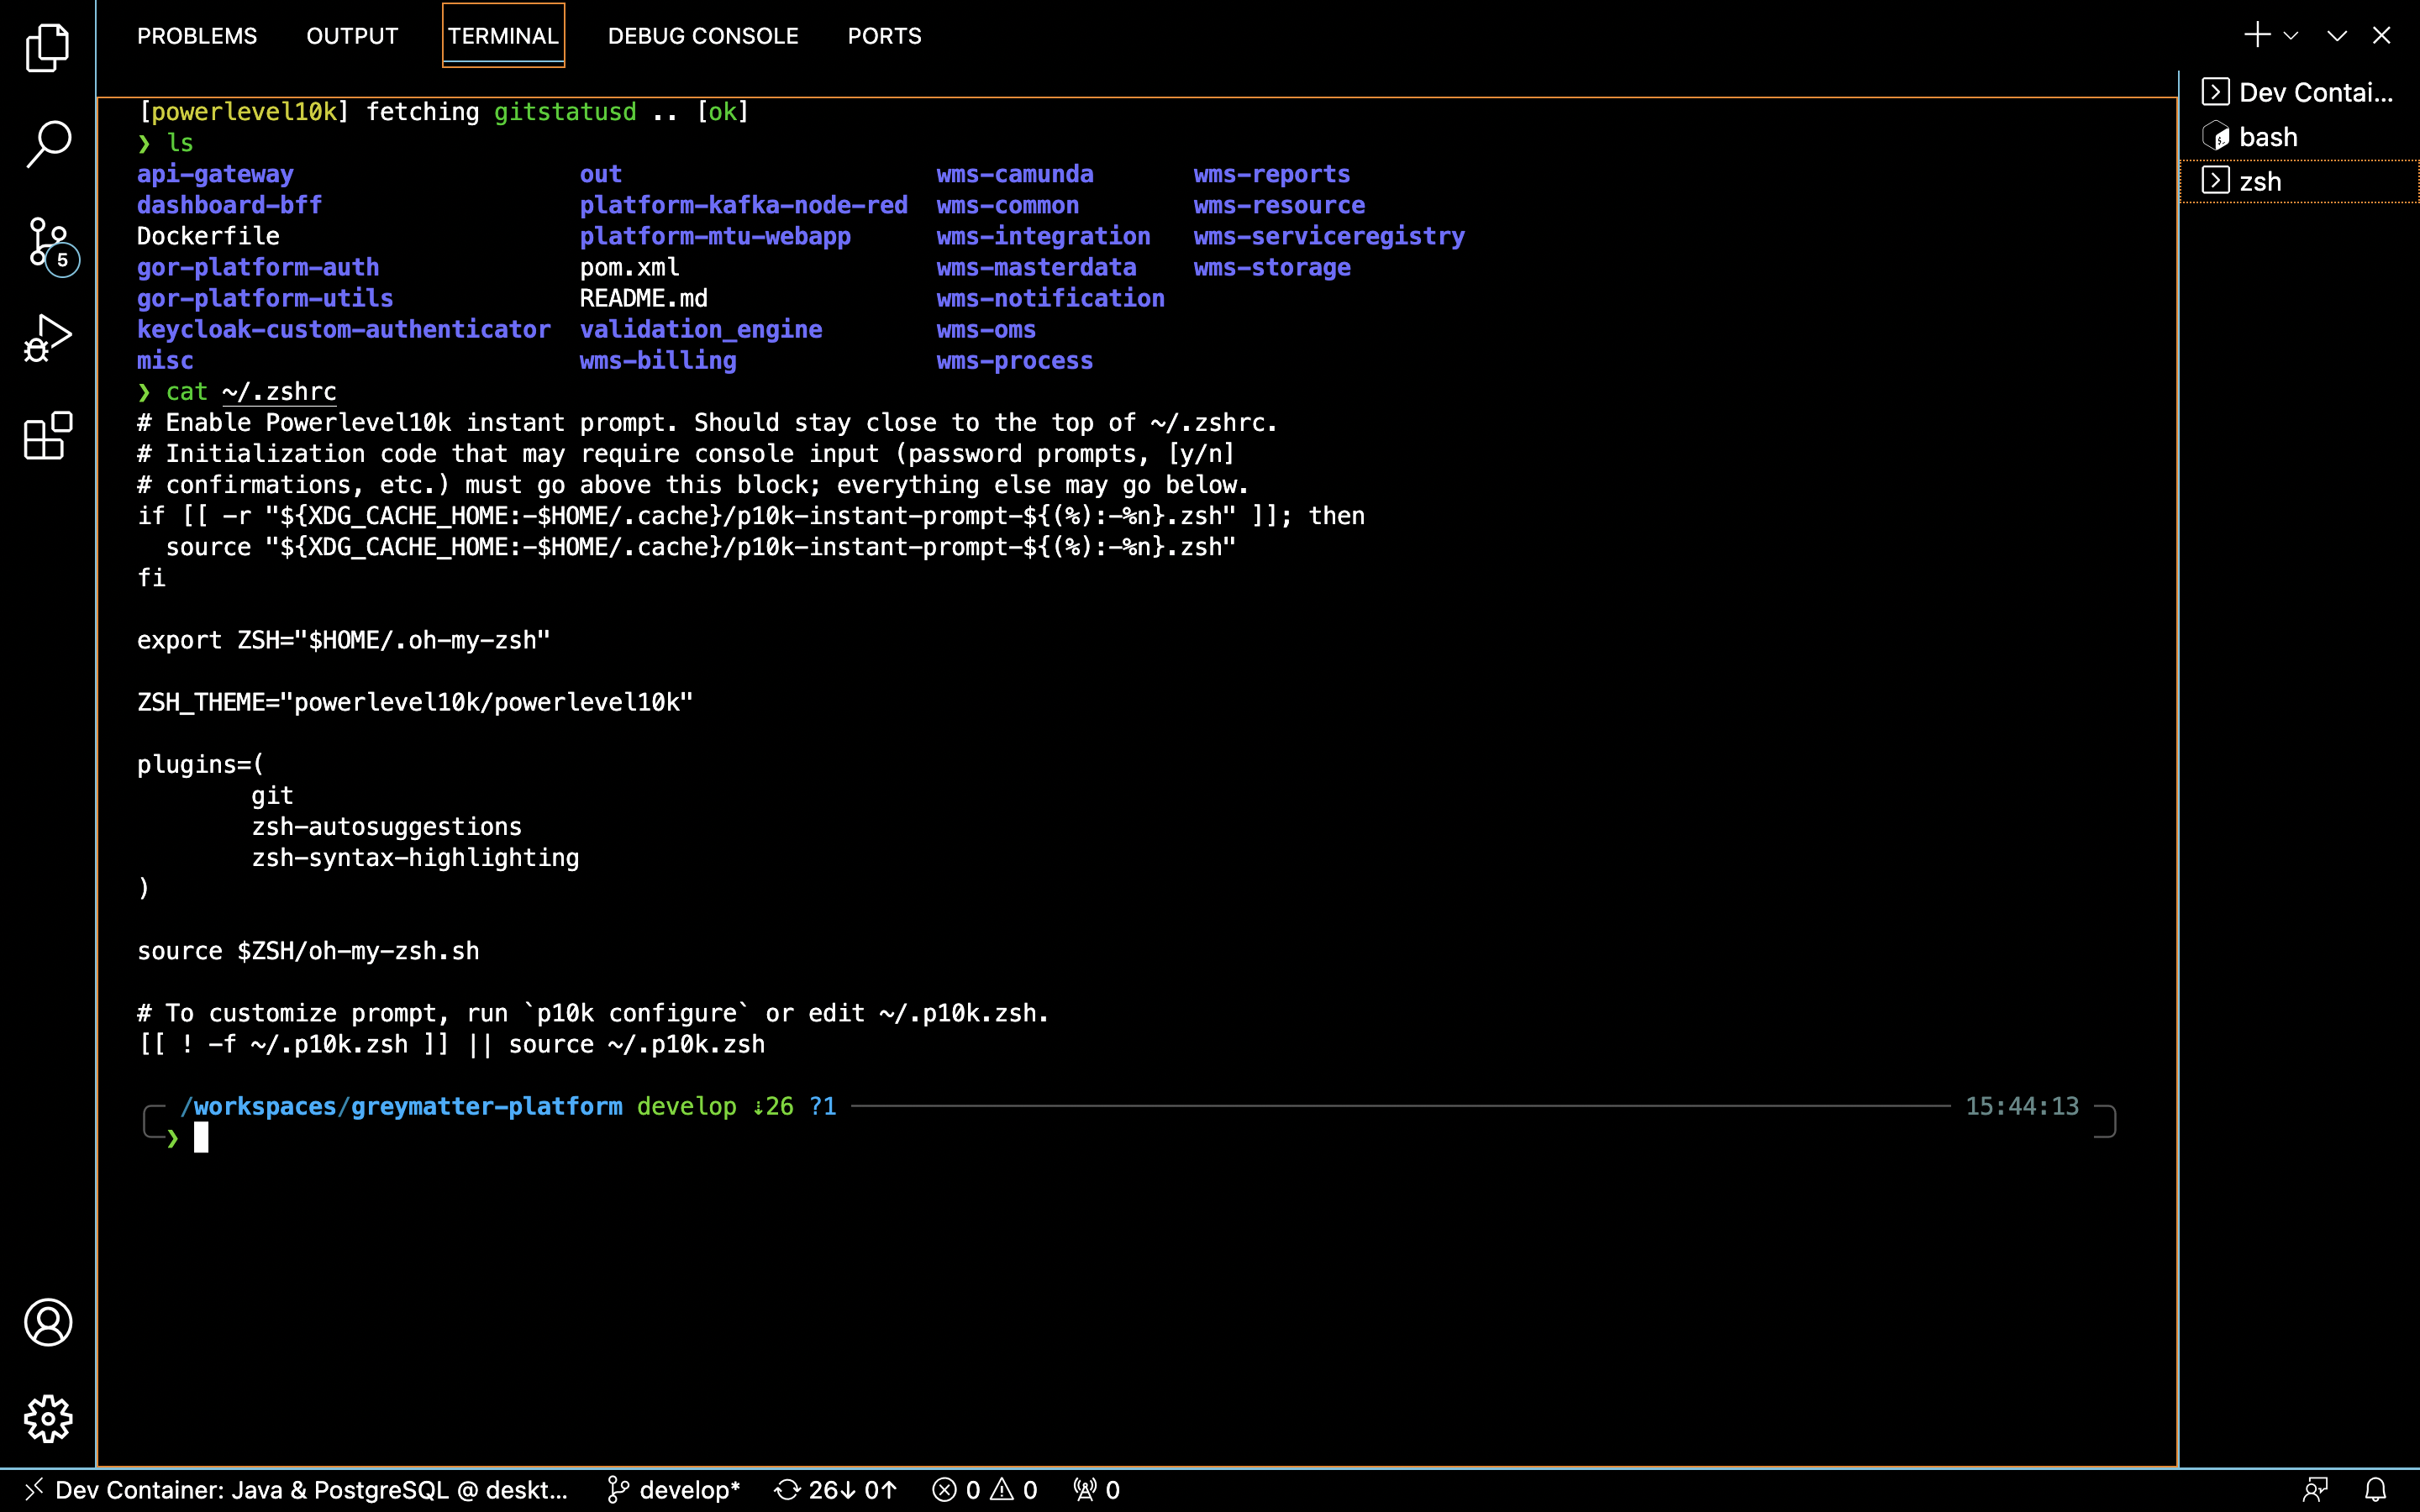 PROBLEMS OUTPUT TERMINAL DEBUG CONSOLE PORTS
Dev Contai...
bash
zsh
5
[powerlevel10k] fetching gitstatusd .. [ok]
❯ ls
api-gateway out wms-camunda wms-reports
dashboard-bff platform-kafka-node-red wms-common wms-resource
Dockerfile platform-mtu-webapp wms-integration wms-serviceregistry
gor-platform-auth pom.xml wms-masterdata wms-storage
gor-platform-utils README.md wms-notification
keycloak-custom-authenticator validation_engine wms-oms
misc wms-billing wms-process
❯ cat ~/.zshrc
# Enable Powerlevel10k instant prompt. Should stay close to the top of ~/.zshrc.
# Initialization code that may require console input (password prompts, [y/n]
# confirmations, etc.) must go above this block; everything else may go below.
if [[ -r "${XDG_CACHE_HOME:-$HOME/.cache}/p10k-instant-prompt-${(%):-%n}.zsh" ]]; then
  source "${XDG_CACHE_HOME:-$HOME/.cache}/p10k-instant-prompt-${(%):-%n}.zsh"
fi
export ZSH="$HOME/.oh-my-zsh"
ZSH_THEME="powerlevel10k/powerlevel10k"
plugins=(
        git
        zsh-autosuggestions
        zsh-syntax-highlighting
)
source $ZSH/oh-my-zsh.sh
# To customize prompt, run `p10k configure` or edit ~/.p10k.zsh.
[[ ! -f ~/.p10k.zsh ]] || source ~/.p10k.zsh
/workspaces/greymatter-platform develop ⇣26 ?1 15:44:13
❯
Dev Container: Java & PostgreSQL @ deskt... develop* 26↓ 0↑ 0 0 0